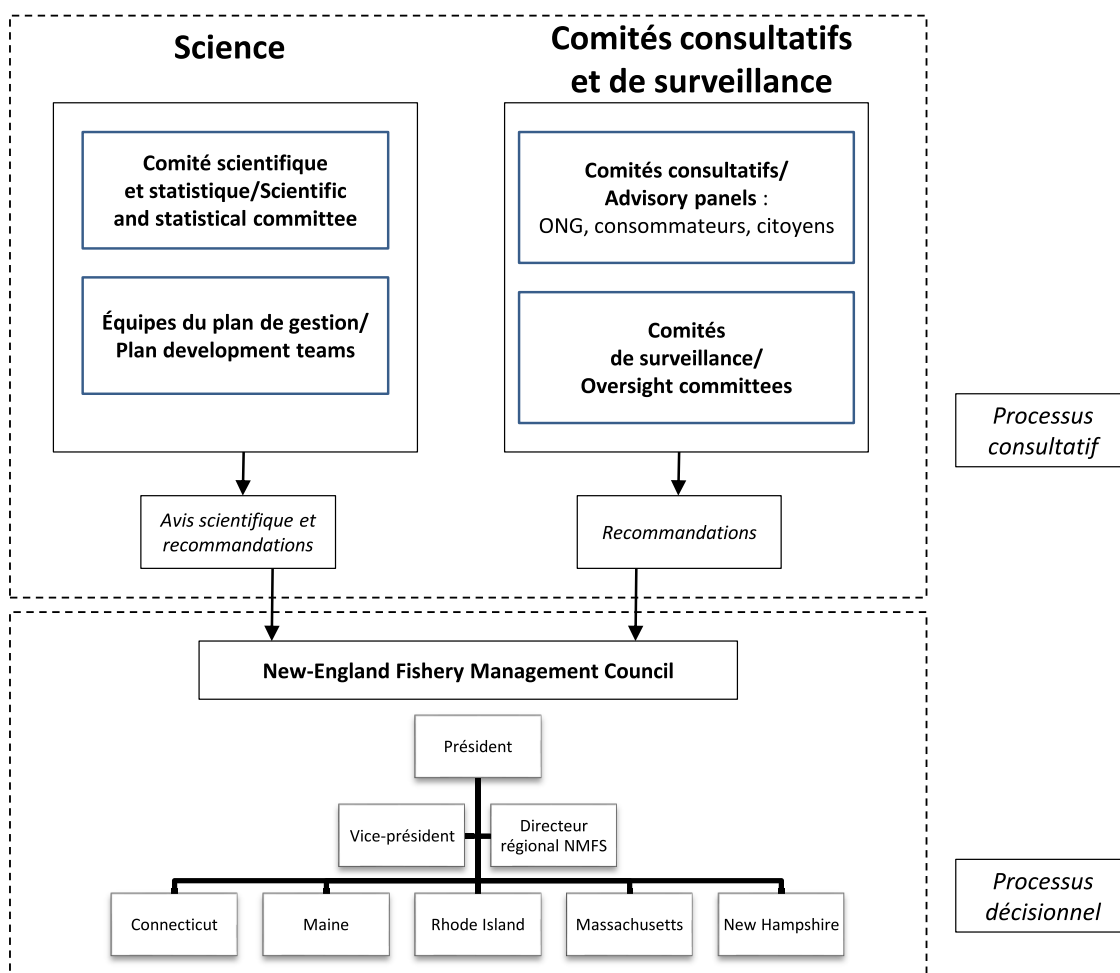 Science
Comité scientifique
et statistique/Scientific
and statistical committee
Équipes du plan de gestion/
Plan development teams
Avis scientifique et
recommandations
Comités consultatifs
et de surveillance
Comités consultatifs/
Advisory panels :
ONG, consommateurs, citoyens
Comités
de surveillance/
Oversight committees
Recommandations
Processus
consultatif
New-England Fishery Management Council
Président
Vice-président
Directeur
régional NMFS
Connecticut
Maine
Rhode Island
Massachusetts
New Hampshire
Processus
décisionnel